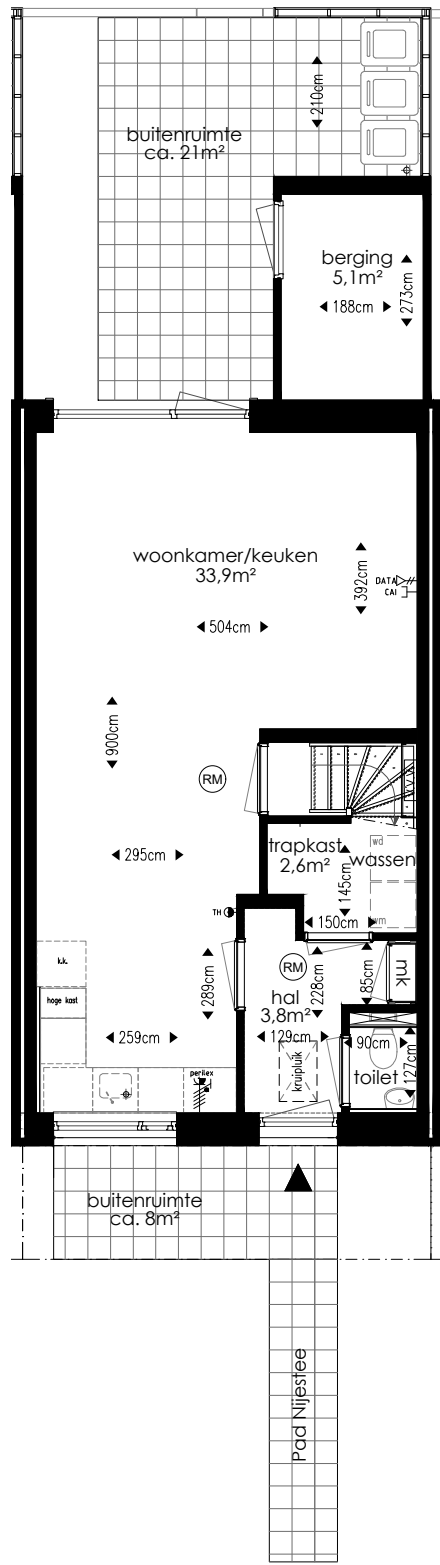 210cm
buitenruimte
ca. 21m²
berging
5,1m²
188cm
273cm
woonkamer/keuken
33,9m²
392cm
DATA
CAI
504cm
900cm
RM
trapkast
2,6m²
wd
wassen
145cm
295cm
150cm
wm
TH
k.k.
hoge kast
289cm
RM
hal
3,8m²
228cm
85cm
mk
259cm
129cm
kruipluik
90cm
127cm
toilet
perilex
buitenruimte
ca. 8m²
Pad Nijestee